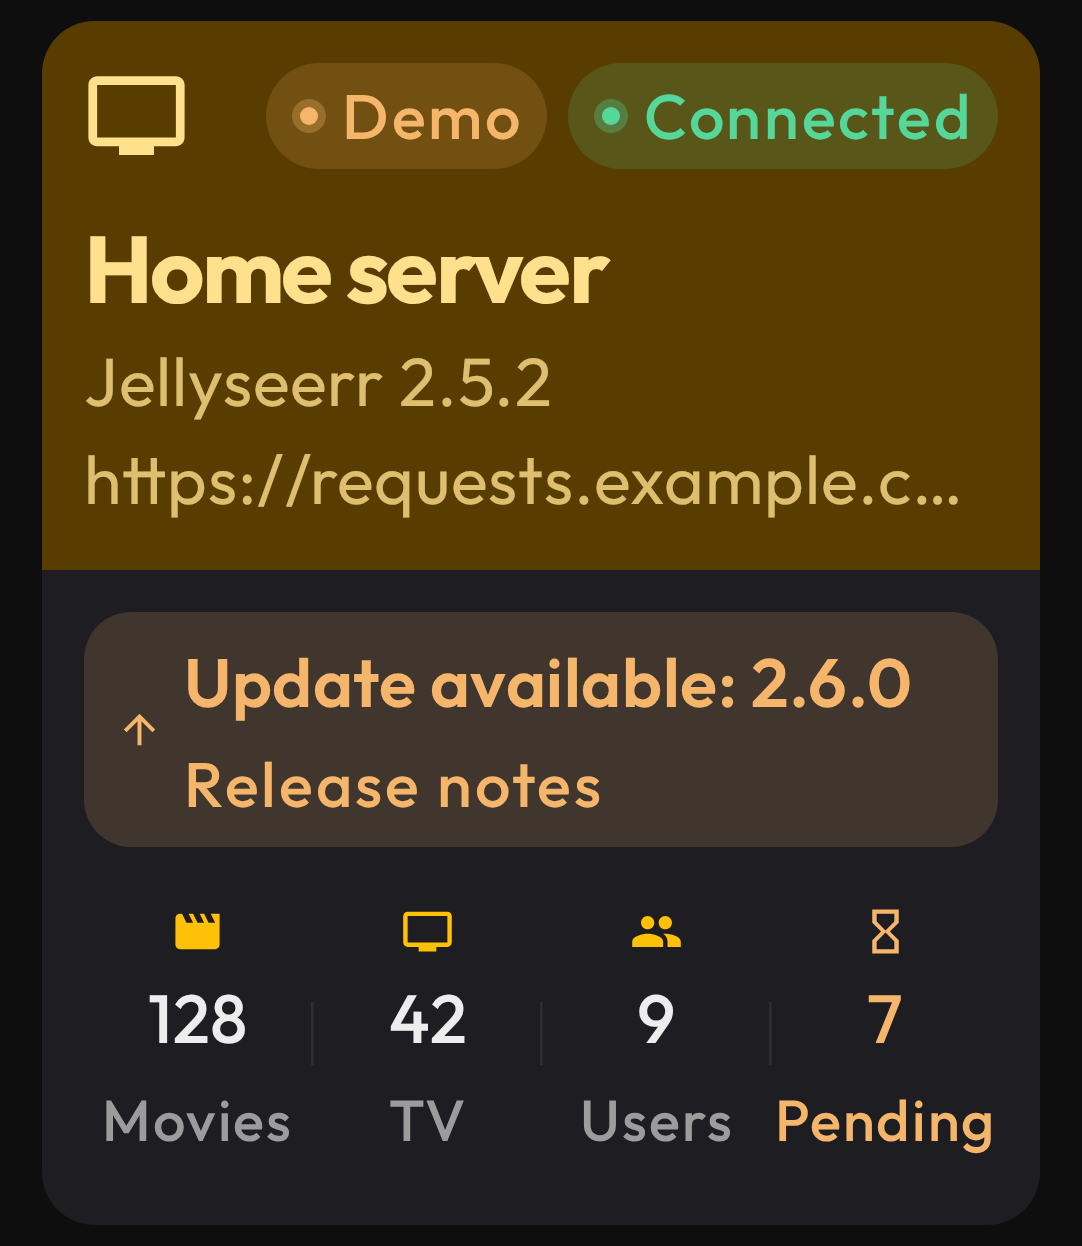 Demo
Connected
Home server
Jellyseerr 2.5.2
https://requests.example.c...
Update available: 2.6.0
Release notes
128
42
9
7
Movies
TV
Users
Pending